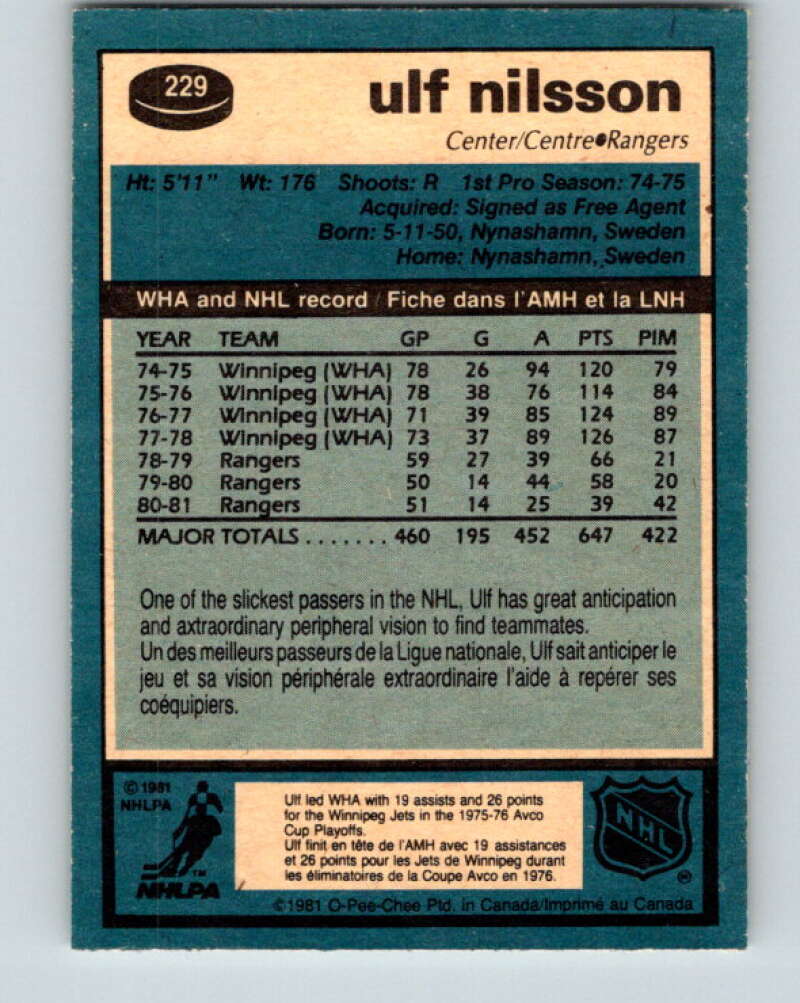 229
ulf nilsson
Center/Centre●Rangers
Ht: 5'11" Wt: 176 Shoots: R 1st Pro Season: 74-75
Acquired: Signed as Free Agent
Born: 5-11-50, Nynashamn, Sweden
Home: Nynashamn, Sweden
WHA and NHL record / Fiche dans l'AMH et la LNH
YEAR TEAM GP G A PTS PIM
74-75 Winnipeg (WHA) 78 26 94 120 79
75-76 Winnipeg (WHA) 78 38 76 114 84
76-77 Winnipeg (WHA) 71 39 85 124 89
77-78 Winnipeg (WHA) 73 37 89 126 87
78-79 Rangers 59 27 39 66 21
79-80 Rangers 50 14 44 58 20
80-81 Rangers 51 14 25 39 42
MAJOR TOTALS ....... 460 195 452 647 422
One of the slickest passers in the NHL, Ulf has great anticipation
and axtraordinary peripheral vision to find teammates.
Un des meilleurs passeurs de la Ligue nationale, Ulf sait anticiper le
jeu et sa vision périphérale extraordinaire l'aide à repérer ses
coéquipiers.
© 1981
NHLPA
NHLPA
™
Ulf led WHA with 19 assists and 26 points
for the Winnipeg Jets in the 1975-76 Avco
Cup Playoffs.
Ulf finit en tête de l'AMH avec 19 assistances
et 26 points pour les Jets de Winnipeg durant
les éliminatoires de la Coupe Avco en 1976.
NHL
©1981 O-Pee-Chee Ptd. in Canada/Imprimé au Canada